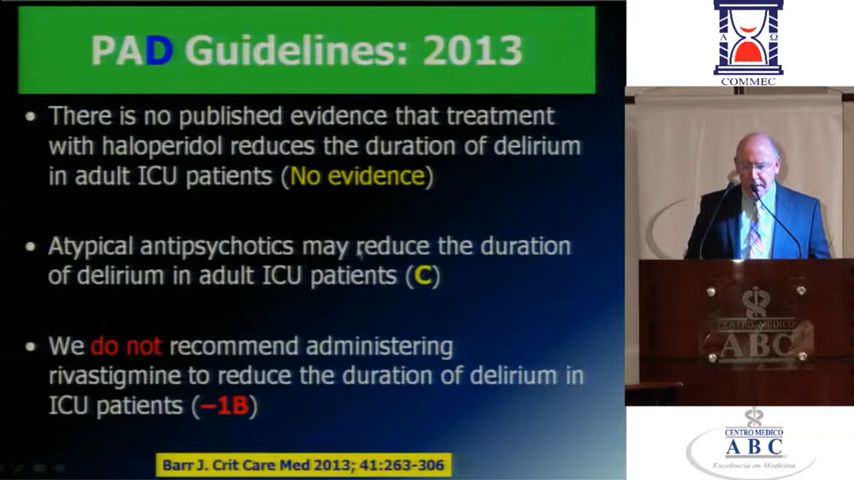 PAD Guidelines: 2013
• There is no published evidence that treatment
with haloperidol reduces the duration of delirium
in adult ICU patients (No evidence)
• Atypical antipsychotics may reduce the duration
of delirium in adult ICU patients (C)
• We do not recommend administering
rivastigmine to reduce the duration of delirium in
ICU patients (–1B)
Barr J. Crit Care Med 2013; 41:263-306
ABC
A Ω
COMMEC
CENTRO MEDICO
ABC
CENTRO MEDICO
ABC
Excelencia en Medicina